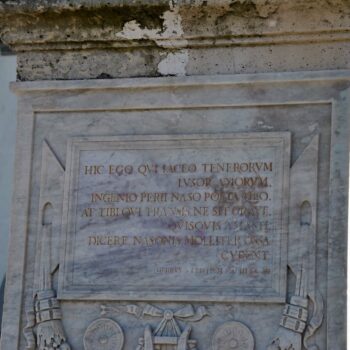 HIC EGO QVI IACEO TENERORVM
LVSOR AMORVM
INGENIO PERII NASO POETA MEO
AT TIBI QVI TRANSIS NE SIT GRAVE
QVISQVIS AMASTI
DICERE NASONIS MOLLITER OSSA
CVBENT